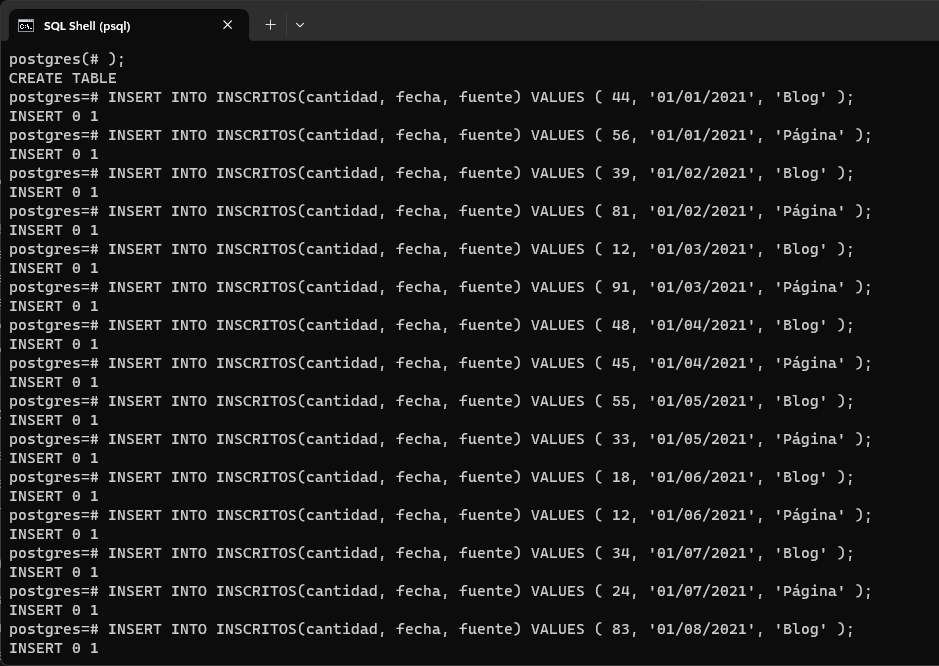 SQL Shell (psql)
postgres(# );
CREATE TABLE
postgres=# INSERT INTO INSCRITOS(cantidad, fecha, fuente) VALUES ( 44, '01/01/2021', 'Blog' );
INSERT 0 1
postgres=# INSERT INTO INSCRITOS(cantidad, fecha, fuente) VALUES ( 56, '01/01/2021', 'Página' );
INSERT 0 1
postgres=# INSERT INTO INSCRITOS(cantidad, fecha, fuente) VALUES ( 39, '01/02/2021', 'Blog' );
INSERT 0 1
postgres=# INSERT INTO INSCRITOS(cantidad, fecha, fuente) VALUES ( 81, '01/02/2021', 'Página' );
INSERT 0 1
postgres=# INSERT INTO INSCRITOS(cantidad, fecha, fuente) VALUES ( 12, '01/03/2021', 'Blog' );
INSERT 0 1
postgres=# INSERT INTO INSCRITOS(cantidad, fecha, fuente) VALUES ( 91, '01/03/2021', 'Página' );
INSERT 0 1
postgres=# INSERT INTO INSCRITOS(cantidad, fecha, fuente) VALUES ( 48, '01/04/2021', 'Blog' );
INSERT 0 1
postgres=# INSERT INTO INSCRITOS(cantidad, fecha, fuente) VALUES ( 45, '01/04/2021', 'Página' );
INSERT 0 1
postgres=# INSERT INTO INSCRITOS(cantidad, fecha, fuente) VALUES ( 55, '01/05/2021', 'Blog' );
INSERT 0 1
postgres=# INSERT INTO INSCRITOS(cantidad, fecha, fuente) VALUES ( 33, '01/05/2021', 'Página' );
INSERT 0 1
postgres=# INSERT INTO INSCRITOS(cantidad, fecha, fuente) VALUES ( 18, '01/06/2021', 'Blog' );
INSERT 0 1
postgres=# INSERT INTO INSCRITOS(cantidad, fecha, fuente) VALUES ( 12, '01/06/2021', 'Página' );
INSERT 0 1
postgres=# INSERT INTO INSCRITOS(cantidad, fecha, fuente) VALUES ( 34, '01/07/2021', 'Blog' );
INSERT 0 1
postgres=# INSERT INTO INSCRITOS(cantidad, fecha, fuente) VALUES ( 24, '01/07/2021', 'Página' );
INSERT 0 1
postgres=# INSERT INTO INSCRITOS(cantidad, fecha, fuente) VALUES ( 83, '01/08/2021', 'Blog' );
INSERT 0 1